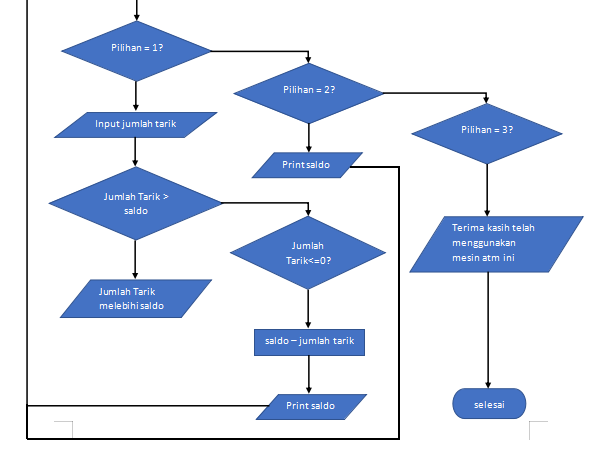 Pilihan = 1?
Pilihan = 2?
Pilihan = 3?
Input jumlah tarik
Print saldo
Jumlah Tarik >
saldo
Jumlah
Tarik<=0?
Terima kasih telah
menggunakan
mesin atm ini
Jumlah Tarik
melebihi saldo
saldo – jumlah tarik
Print saldo
selesai